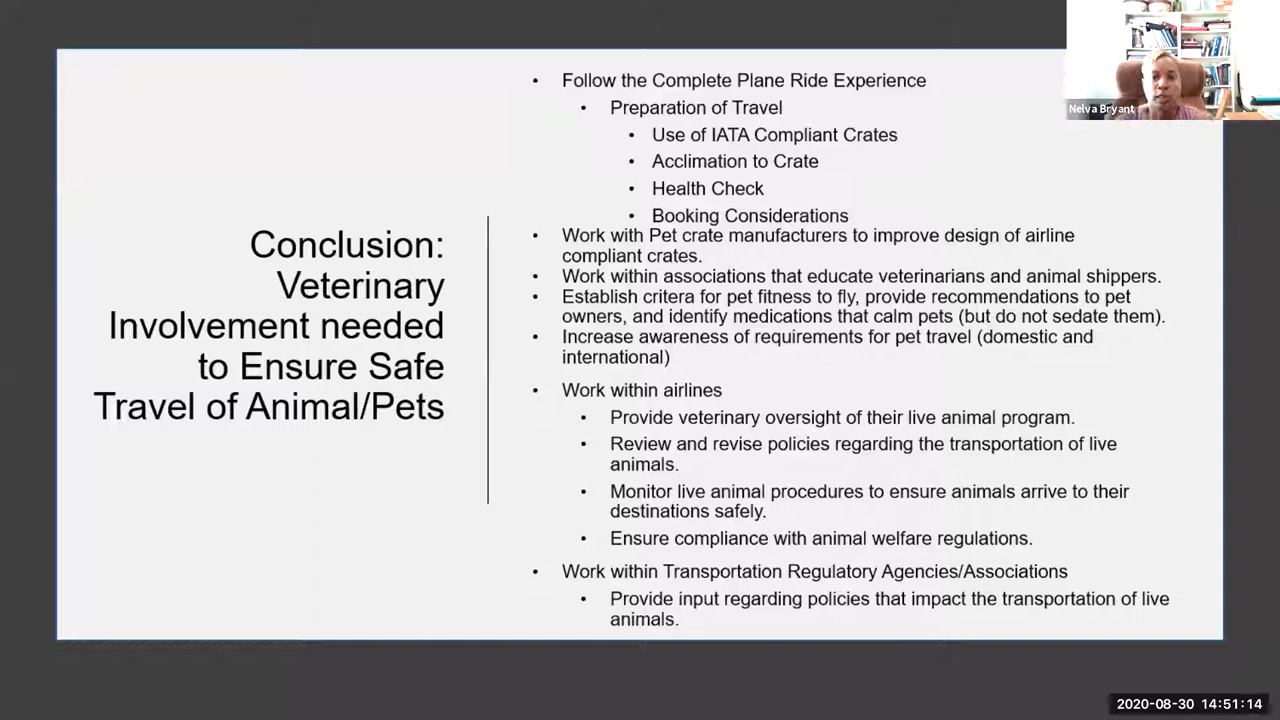 Conclusion:
Veterinary
Involvement needed
to Ensure Safe
Travel of Animal/Pets
• Follow the Complete Plane Ride Experience
• Preparation of Travel
• Use of IATA Compliant Crates
• Acclimation to Crate
• Health Check
• Booking Considerations
• Work with Pet crate manufacturers to improve design of airline
compliant crates.
• Work within associations that educate veterinarians and animal shippers.
• Establish critera for pet fitness to fly, provide recommendations to pet
owners, and identify medications that calm pets (but do not sedate them).
• Increase awareness of requirements for pet travel (domestic and
international)
• Work within airlines
• Provide veterinary oversight of their live animal program.
• Review and revise policies regarding the transportation of live
animals.
• Monitor live animal procedures to ensure animals arrive to their
destinations safely.
• Ensure compliance with animal welfare regulations.
• Work within Transportation Regulatory Agencies/Associations
• Provide input regarding policies that impact the transportation of live
animals.
Nelva Bryant
2020-08-30 14:51:14